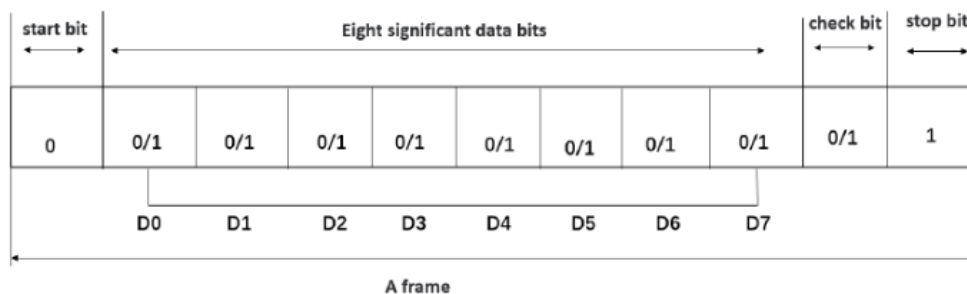 start bit Eight significant data bits check bit stop bit
0 0/1 0/1 0/1 0/1 0/1 0/1 0/1 0/1 0/1 1
D0 D1 D2 D3 D4 D5 D6 D7
A frame